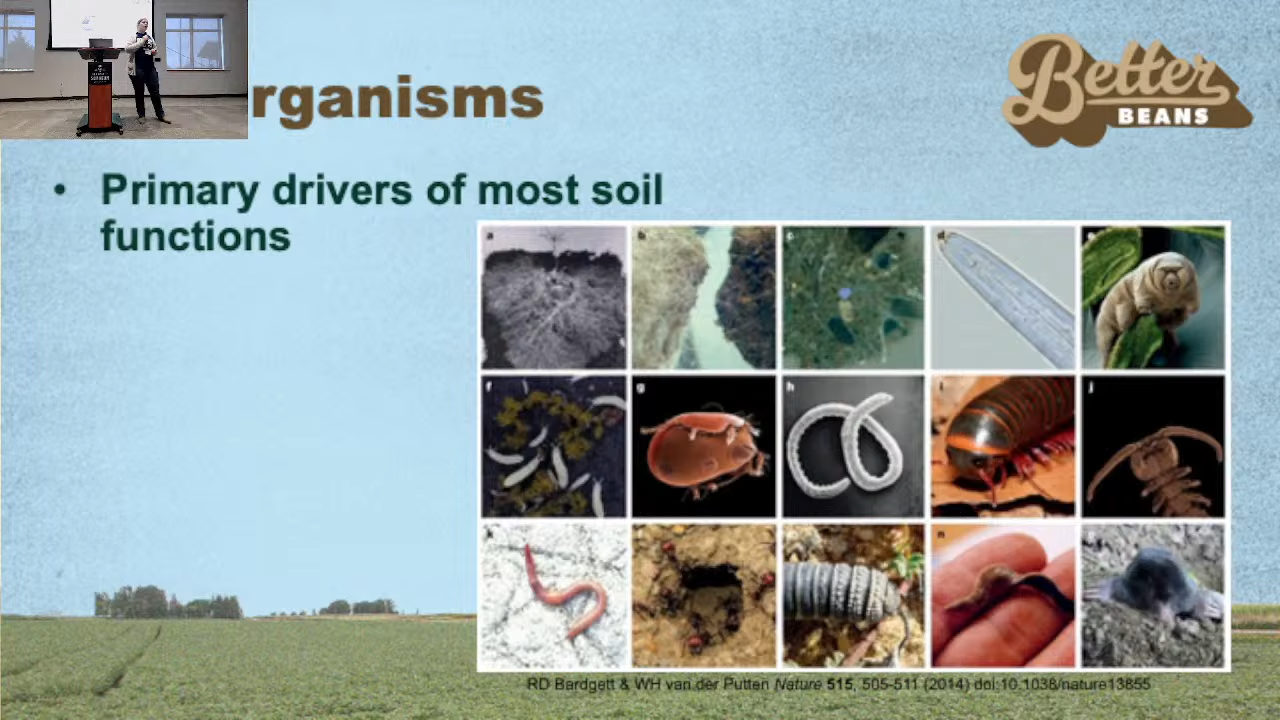 rganisms
Better
BEANS
• Primary drivers of most soil
functions
a
b
c
d
f
g
h
i
j
n
RD Bardgett & WH van der Putten Nature 515, 505-511 (2014) doi:10.1038/nature13855